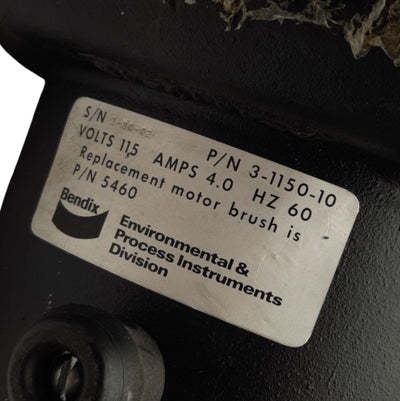 S/N
P/N 3-1150-10
VOLTS 115 AMPS 4.0 HZ 60
Replacement motor brush is
P/N 5460
Bendix
Environmental &
Process Instruments
Division